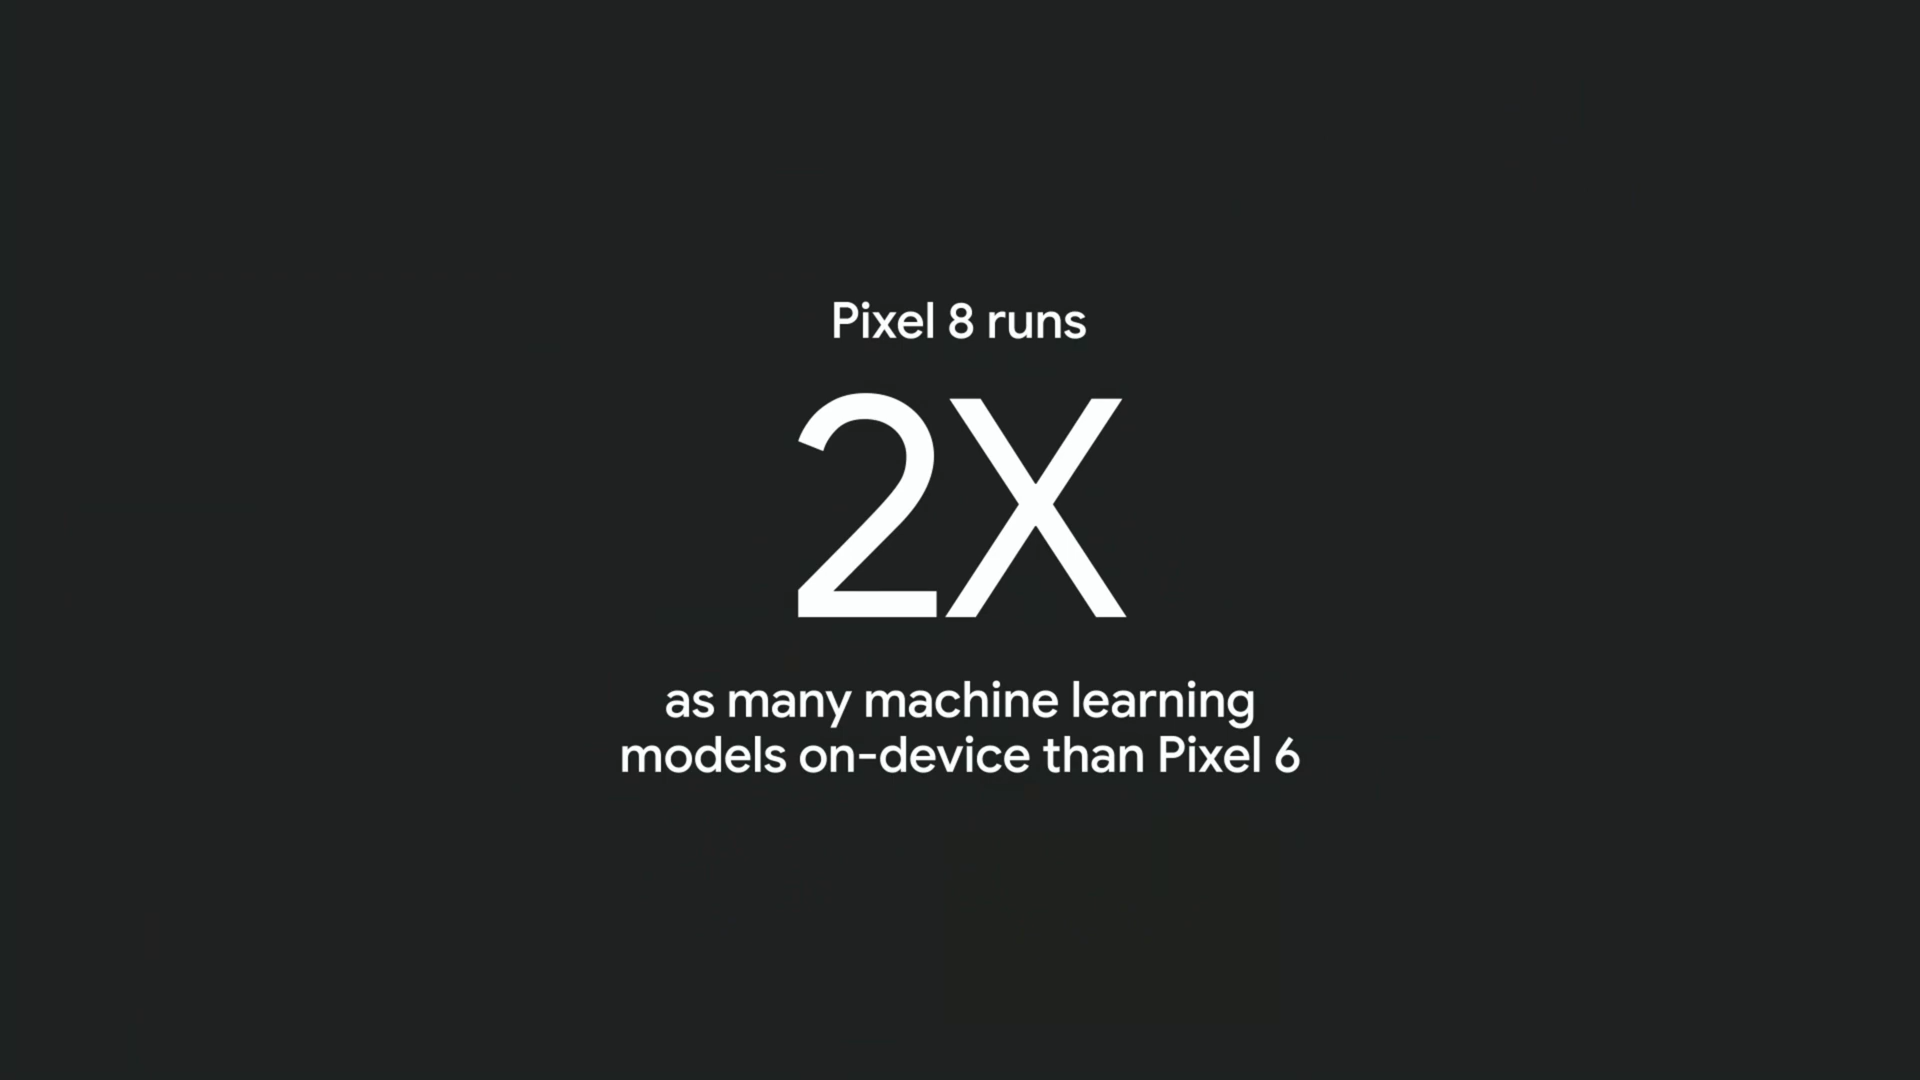 Pixel 8 runs
2X
as many machine learning
models on-device than Pixel 6